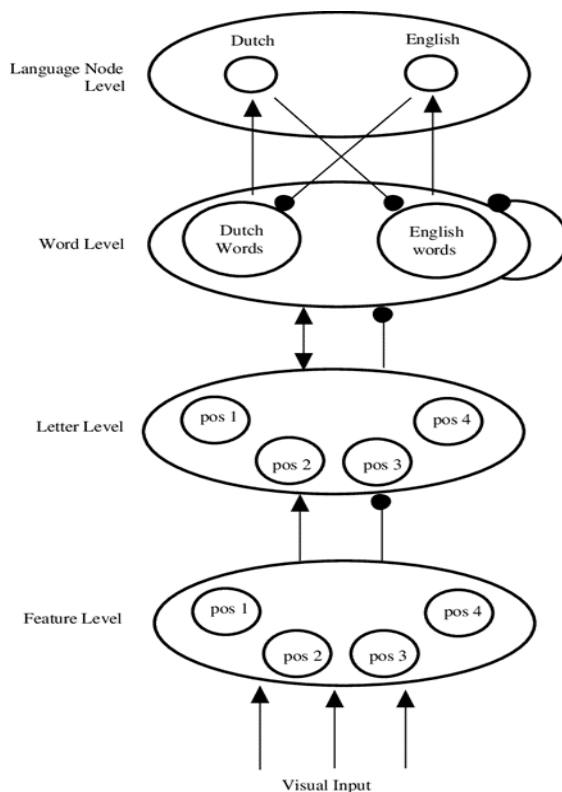 Dutch English
Language Node
Level
Word Level
Dutch
Words
English
words
Letter Level
pos 1
pos 2
pos 3
pos 4
Feature Level
pos 1
pos 2
pos 3
pos 4
Visual Input